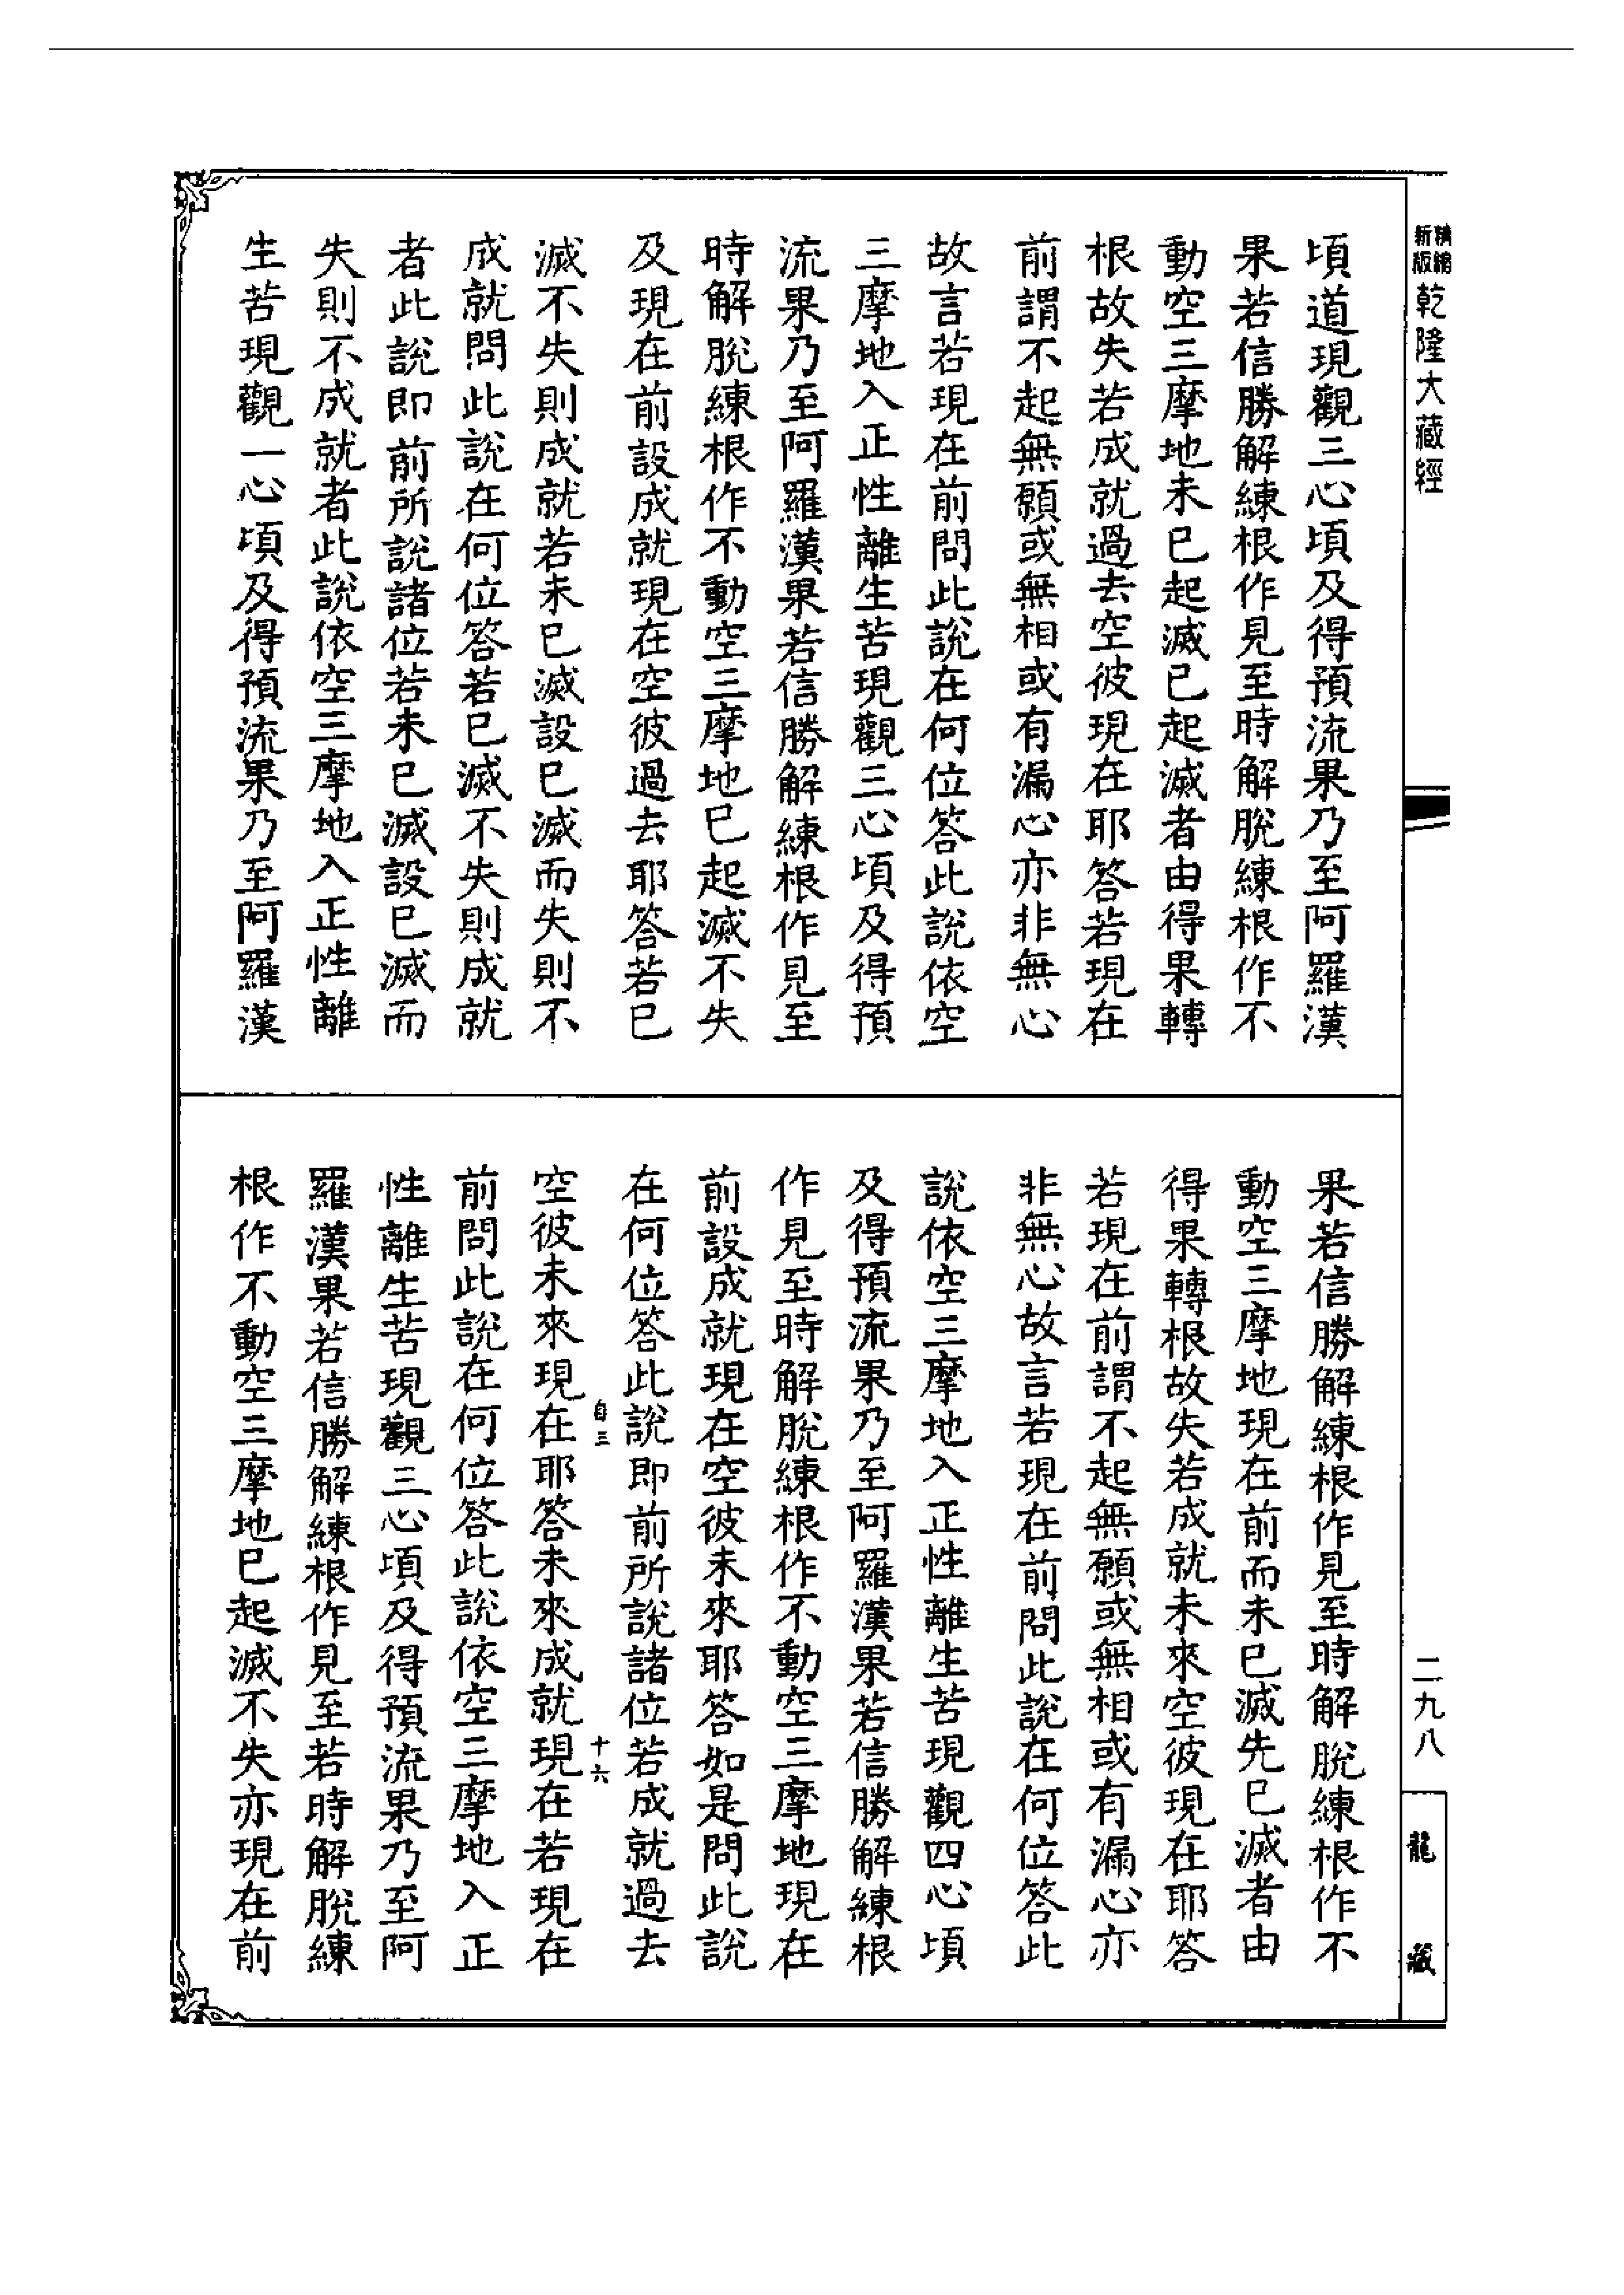 精縮
新版
乾隆大藏經
二九八
龍藏
頃道現觀三心頃及得預流果乃至阿羅漢
果若信勝解練根作見至時解脫練根作不
動空三摩地未已起滅已起滅者由得果轉
根故失若成就過去空彼現在耶答若現在
前謂不起無願或無相或有漏心亦非無心
故言若現在前問此說在何位答此說依空
三摩地入正性離生苦現觀三心頃及得預
流果乃至阿羅漢果若信勝解練根作見至
時解脫練根作不動空三摩地已起滅不失
及現在前設成就現在空彼過去耶答若已
滅不失則成就若未已滅設已滅而失則不
成就問此說在何位答若已滅不失則成就
者此說即前所說諸位若未已滅設已滅而
失則不成就者此說依空三摩地入正性離
生苦現觀一心頃及得預流果乃至阿羅漢
果若信勝解練根作見至時解脫練根作不
動空三摩地現在前而未已滅先已滅者由
得果轉根故失若成就未來空彼現在耶答
若現在前謂不起無願或無相或有漏心亦
非無心故言若現在前問此說在何位答此
說依空三摩地入正性離生苦現觀四心頃
及得預流果乃至阿羅漢果若信勝解練根
作見至時解脫練根作不動空三摩地現在
前設成就現在空彼未來耶答如是問此說
在何位答此說即前所說諸位若成就過去
自三
十六
空彼未來現在耶答未來成就現在若現在
前問此說在何位答此說依空三摩地入正
性離生苦現觀三心頃及得預流果乃至阿
羅漢果若信勝解練根作見至若時解脫練
根作不動空三摩地已起滅不失亦現在前